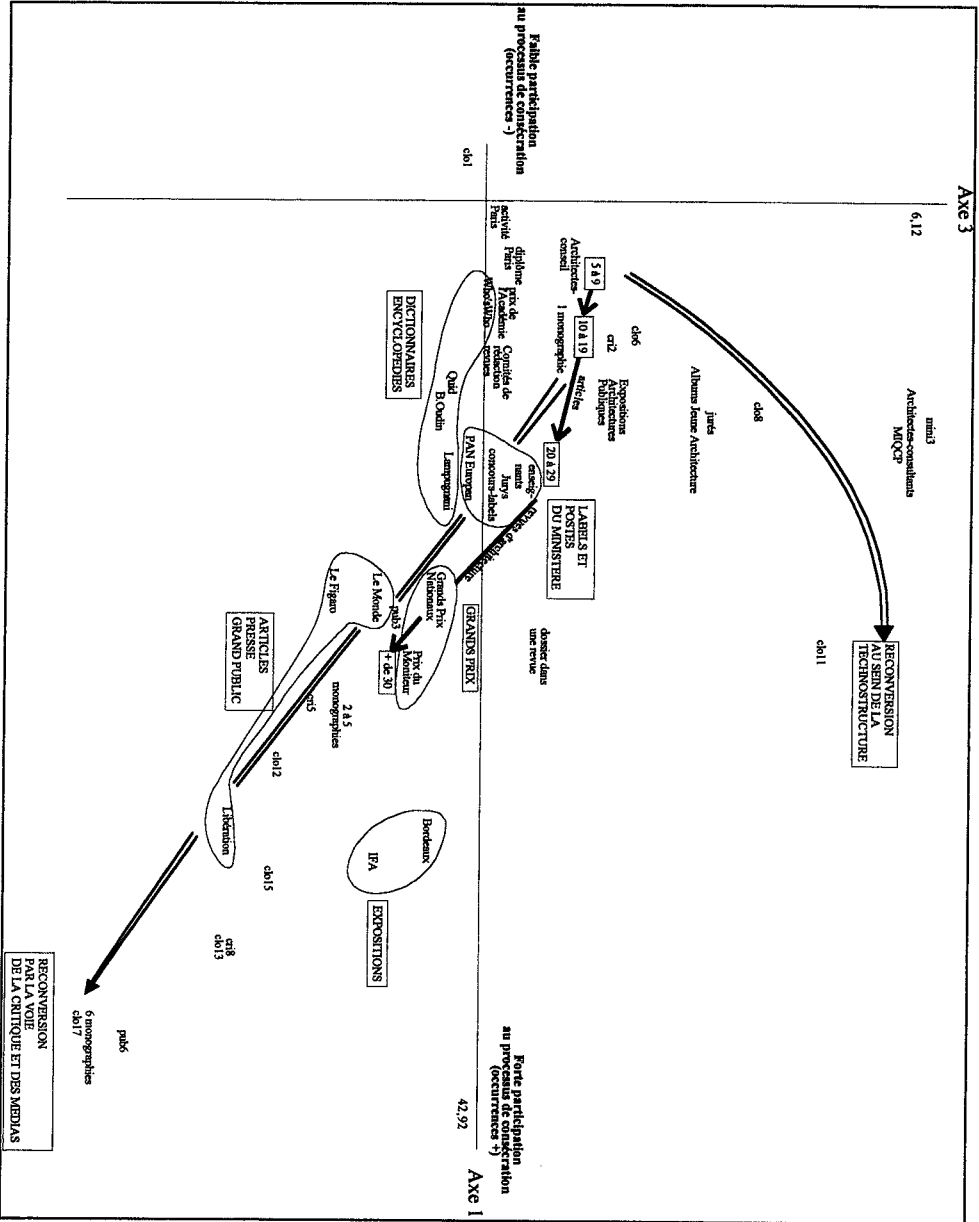 Axe 3
6,12
mini3
Architectes-consultants
MIQCP
RECONVERSION
AU SEIN DE LA
TECHNOSTRUCTURE
clo11
clo8
jurés
Albums Jeune Architecture
clo6
cri2
Expositions
Architectures
Publiques
5 à 9
10 à 19
articles
20 à 29
Architectes-
conseil
1 monographie
LABELS ET
POSTES
DU MINISTERE
dossier dans
une revue
enseig-
nants
Jurys
concours-labels
PAN Europan
revues d'architecture
Faible participation
au processus de consécration
(occurrences -)
Forte participation
au processus de consécration
(occurrences +)
clo1
activité
Paris
diplôme
Paris
prix de
l'Académie
Who'sWho
Comités de
rédaction
revues
42,92
Axe 1
GRANDS PRIX
Quid
B.Oudin
Lampugnani
DICTIONNAIRES
ENCYCLOPEDIES
Grands Prix
Nationaux
Prix du
Moniteur
pub3
+ de 30
Bordeaux
IFA
EXPOSITIONS
Le Monde
Le Figaro
2 à 5
monographies
cri5
clo12
Libération
clo15
cri8
clo13
ARTICLES
PRESSE
GRAND PUBLIC
pub6
6 monographies
clo17
RECONVERSION
PAR LA VOIE
DE LA CRITIQUE ET DES MEDIAS